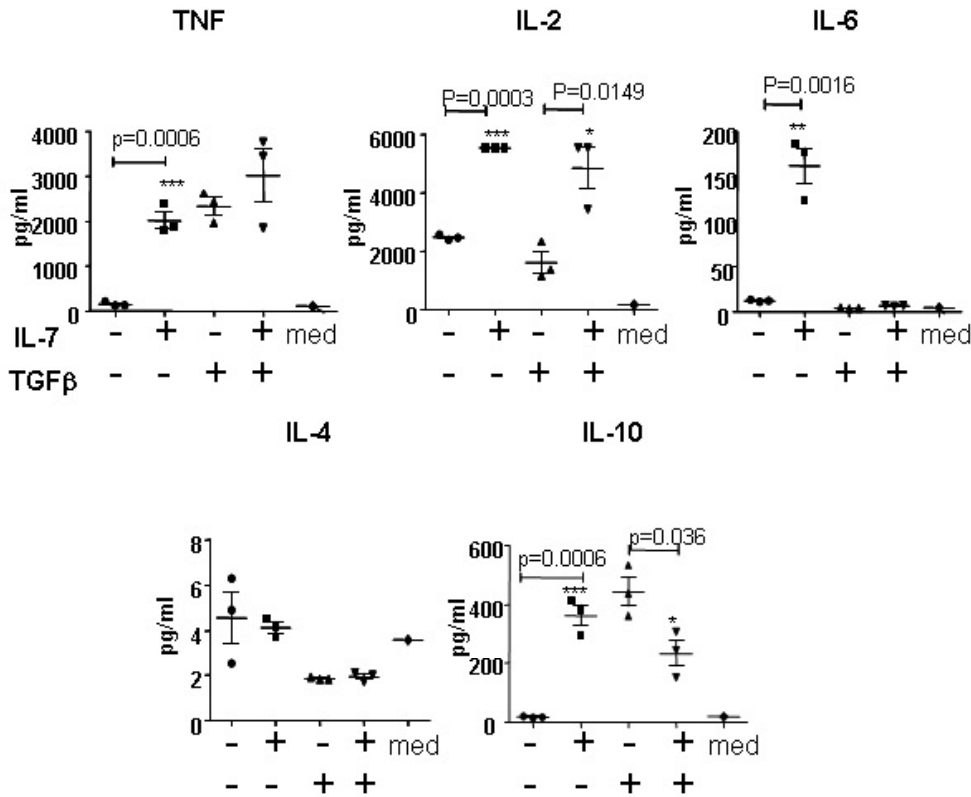 TNF
IL-2
IL-6
P=0.0003
P=0.0149
P=0.0016
p=0.0006
4000
3000
2000
1000
0
pg/ml
***
6000
4000
2000
0
pg/ml
***
*
200
150
100
50
0
pg/ml
**
IL-7 - + - + med
- + - + med
- + - + med
TGFβ - - + +
- - + +
- - + +
IL-4
IL-10
8
6
4
2
0
pg/ml
600
400
200
0
pg/ml
p=0.0006
p=0.036
***
*
- + - + med
- + - + med
- - + +
- - + +